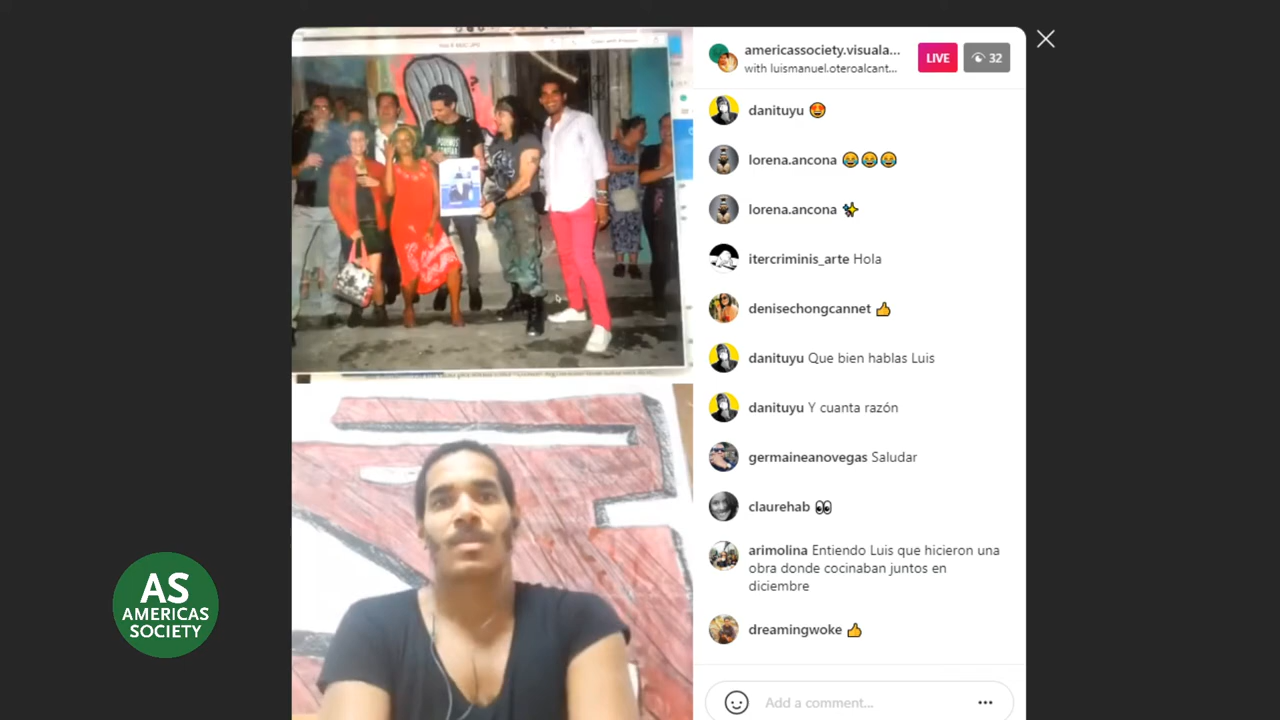 americassociety.visuala...
with luismanuel.oteroalcant...
LIVE
32
danituyu
lorena.ancona
lorena.ancona
itercriminis_arte Hola
denisechongcannet
danituyu Que bien hablas Luis
danituyu Y cuanta razón
germaineanovegas Saludar
claurehab
arimolina Entiendo Luis que hicieron una
obra donde cocinaban juntos en
diciembre
dreamingwoke
Add a comment...
AS
AMERICAS
SOCIETY